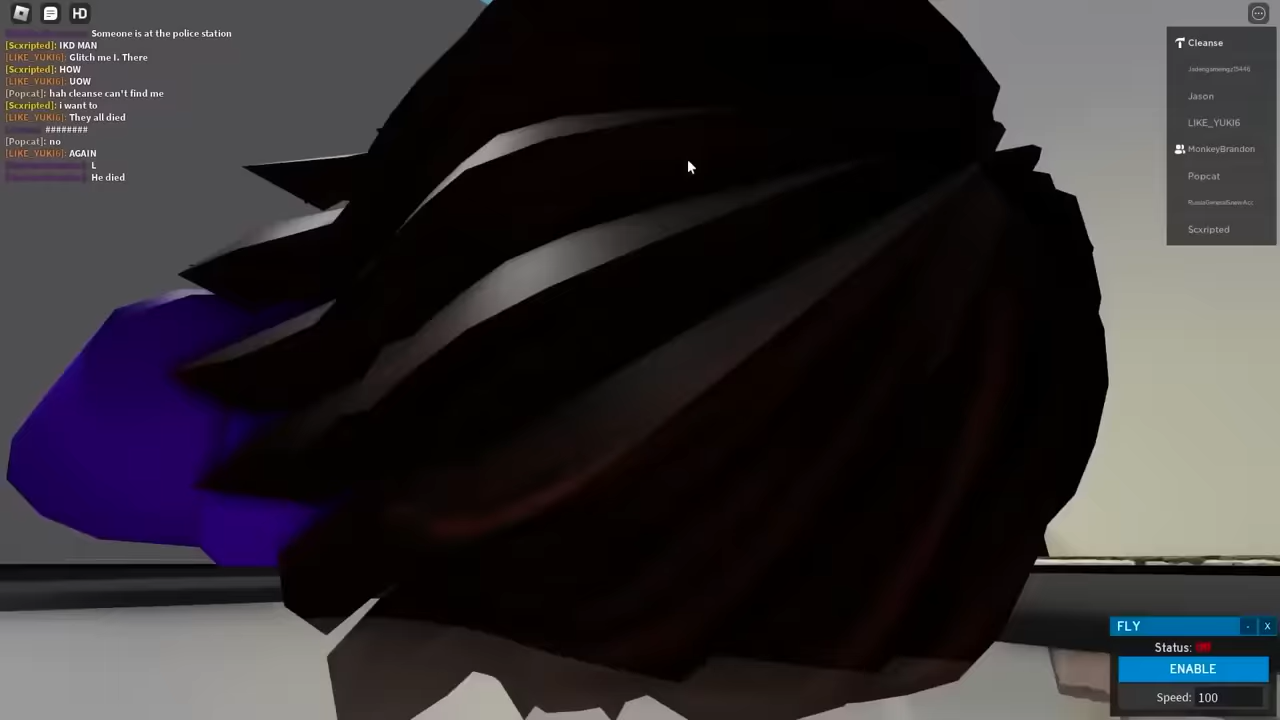 HD
Someone is at the police station
[Scxripted]: IKD MAN
[LIKE_YUKI6]: Glitch me I. There
[Scxripted]: HOW
[LIKE_YUKI6]: UOW
[Popcat]: hah cleanse can't find me
[Scxripted]: i want to
[LIKE_YUKI6]: They all died
########
[Popcat]: no
[LIKE_YUKI6]: AGAIN
L
He died
Cleanse
Jason
LIKE_YUKI6
MonkeyBrandon
Popcat
Scxripted
FLY - X
Status:
ENABLE
Speed: 100